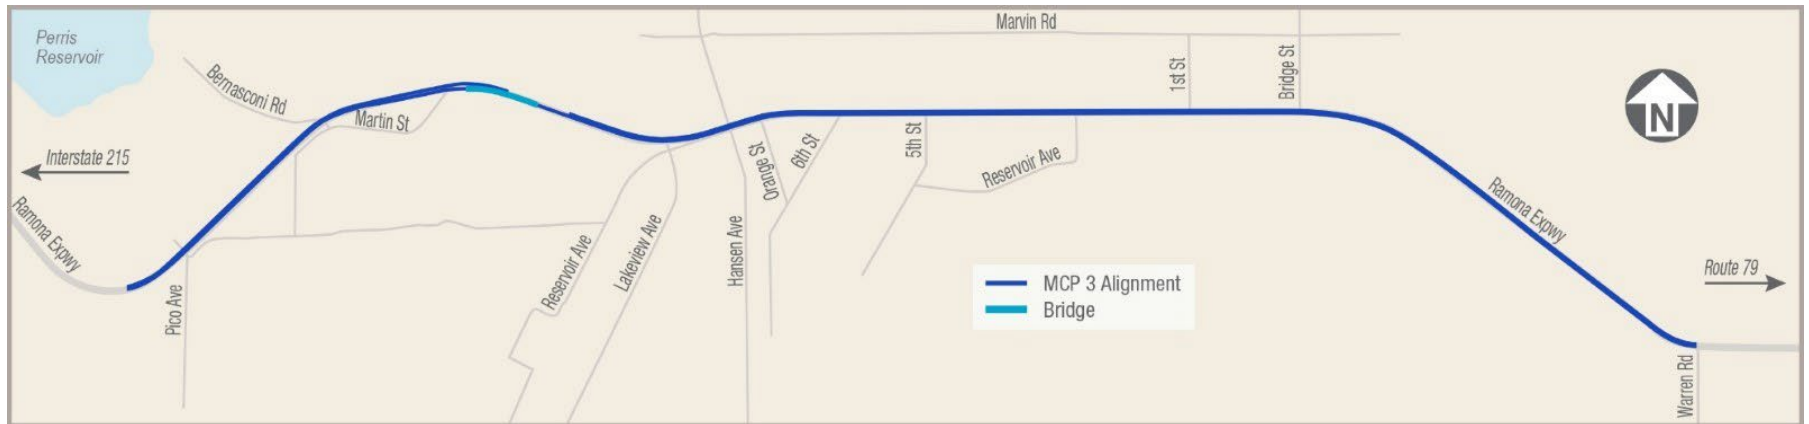 Perris
Reservoir
Marvin Rd
Bernasconi Rd
Martin St
1st St
Bridge St
N
Interstate 215
Orange St
6th St
5th St
Reservoir Ave
Ramona Expwy
Ramona Expwy
Pico Ave
Reservoir Ave
Lakeview Ave
Hansen Ave
MCP 3 Alignment
Bridge
Route 79
Warren Rd